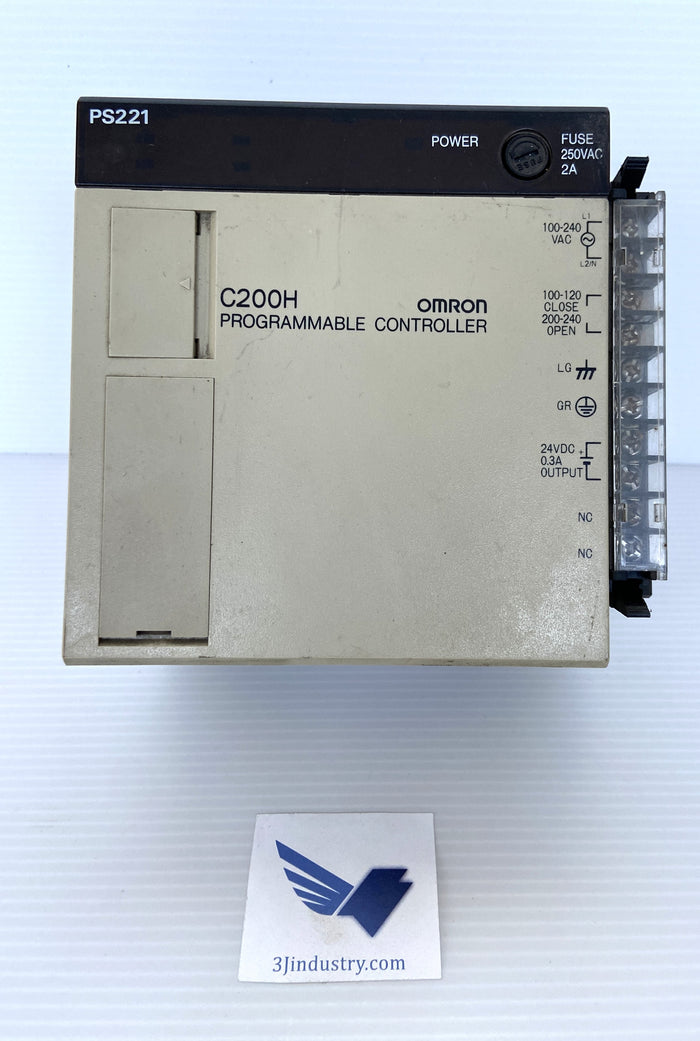 PS221
POWER
FUSE
250VAC
2A
FUSE
L1
100-240
VAC
L2/N
C200H
OMRON
PROGRAMMABLE CONTROLLER
100-120
CLOSE
200-240
OPEN
LG
GR
24VDC +
0.3A
OUTPUT
NC
NC
3Jindustry.com